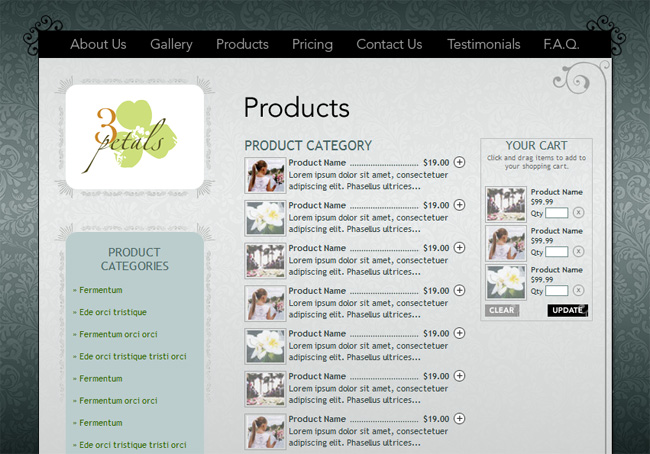 About Us Gallery Products Pricing Contact Us Testimonials F.A.Q.
3
petals
PRODUCT
CATEGORIES
» Fermentum
» Ede orci tristique
» Fermentum orci orci
» Ede orci tristique tristi orci
» Fermentum
» Fermentum orci orci
» Fermentum
» Ede orci tristique tristi orci
Products
PRODUCT CATEGORY
Product Name ........................ $19.00
Lorem ipsum dolor sit amet, consectetuer
adipiscing elit. Phasellus ultrices...
Product Name ........................ $19.00
Lorem ipsum dolor sit amet, consectetuer
adipiscing elit. Phasellus ultrices...
Product Name ........................ $19.00
Lorem ipsum dolor sit amet, consectetuer
adipiscing elit. Phasellus ultrices...
Product Name ........................ $19.00
Lorem ipsum dolor sit amet, consectetuer
adipiscing elit. Phasellus ultrices...
Product Name ........................ $19.00
Lorem ipsum dolor sit amet, consectetuer
adipiscing elit. Phasellus ultrices...
Product Name ........................ $19.00
Lorem ipsum dolor sit amet, consectetuer
adipiscing elit. Phasellus ultrices...
Product Name ........................ $19.00
Lorem ipsum dolor sit amet, consectetuer
adipiscing elit. Phasellus ultrices...
YOUR CART
Click and drag items to add to
your shopping cart.
Product Name
$99.99
Qty x
Product Name
$99.99
Qty x
Product Name
$99.99
Qty x
CLEAR UPDATE